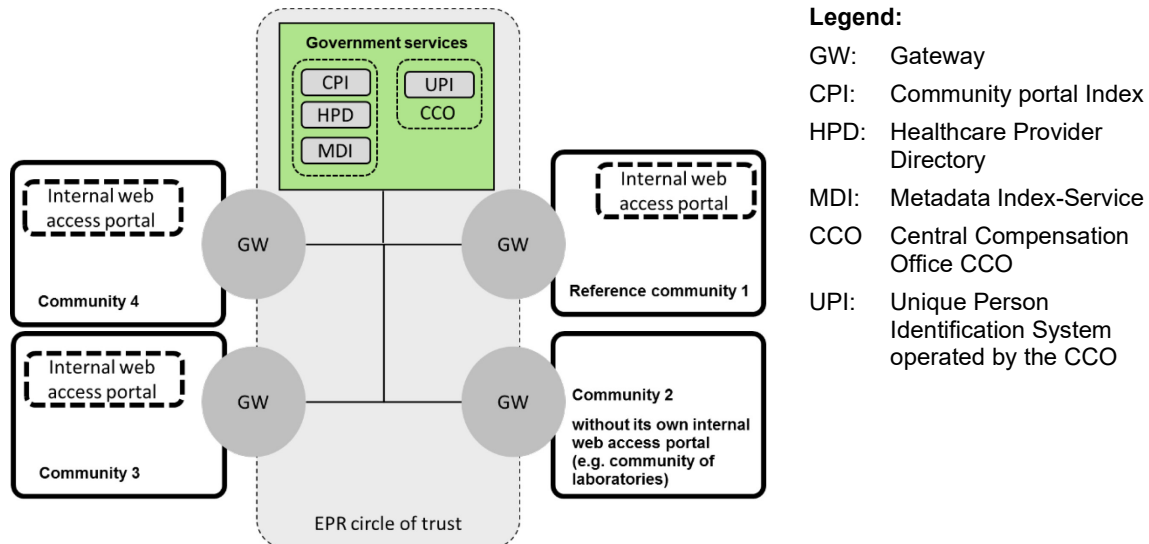 Government services
CPI
HPD
MDI
UPI
CCO
Internal web
access portal
GW
Community 4
GW
Internal web
access portal
Reference community 1
Internal web
access portal
GW
Community 3
GW
Community 2
without its own internal
web access portal
(e.g. community of
laboratories)
EPR circle of trust
Legend:
GW: Gateway
CPI: Community portal Index
HPD: Healthcare Provider
Directory
MDI: Metadata Index-Service
CCO Central Compensation
Office CCO
UPI: Unique Person
Identification System
operated by the CCO